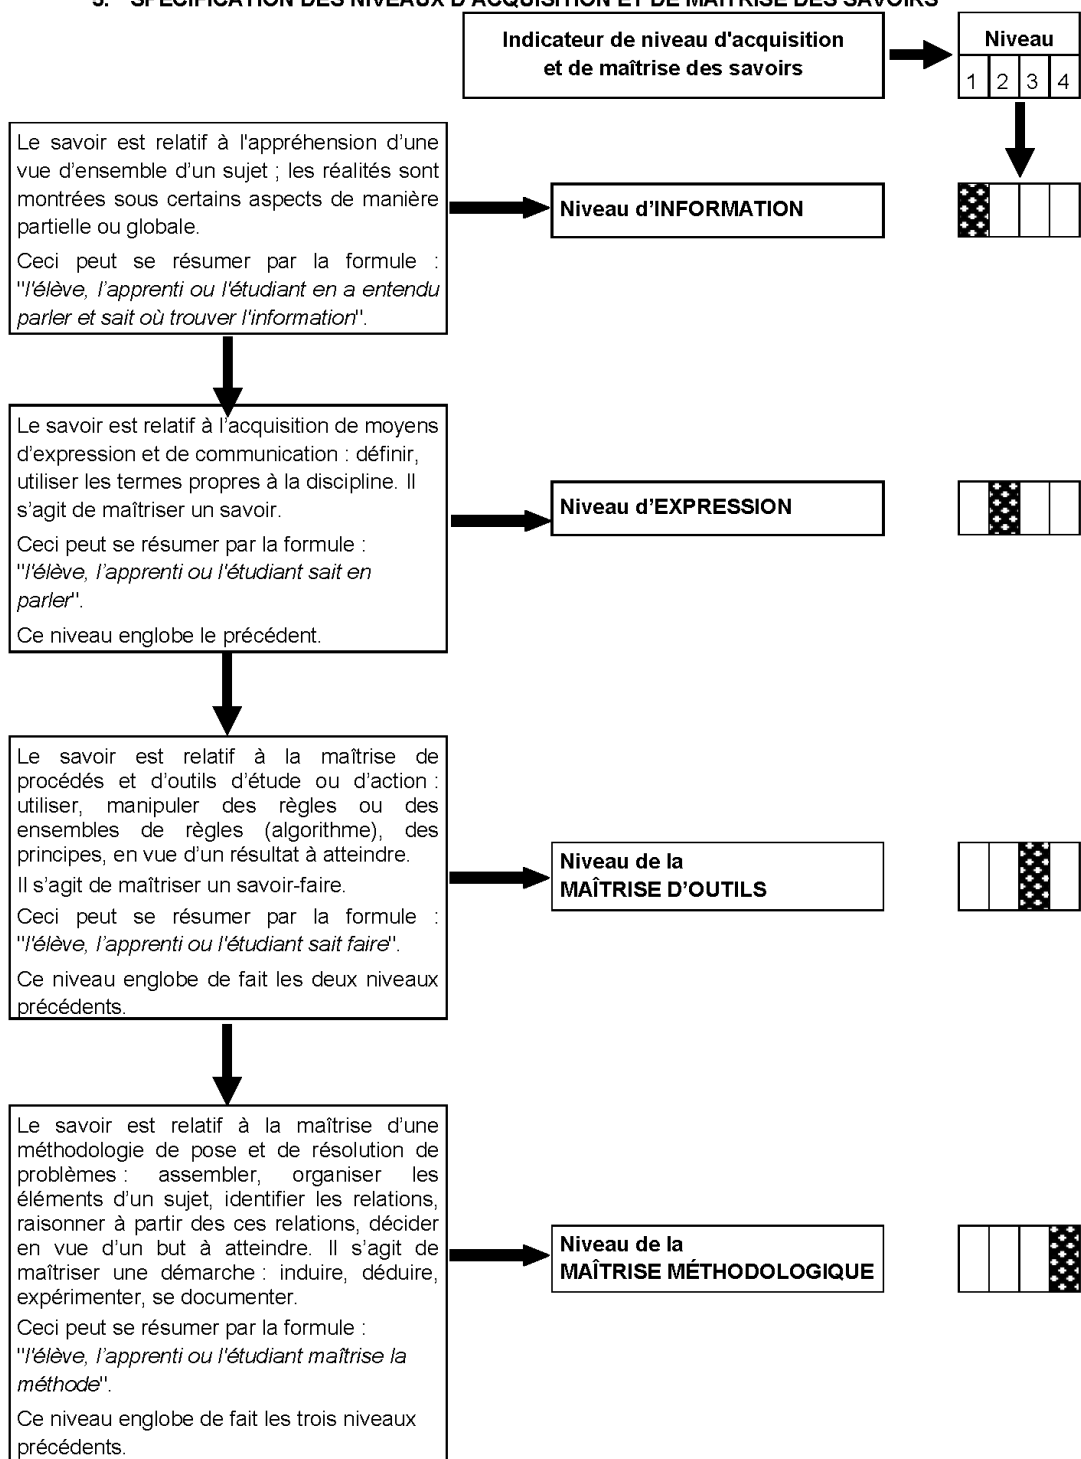 3. SPÉCIFICATION DES NIVEAUX D'ACQUISITION ET DE MAÎTRISE DES SAVOIRS
Indicateur de niveau d'acquisition
et de maîtrise des savoirs
Niveau
1 2 3 4
Le savoir est relatif à l'appréhension d'une
vue d'ensemble d'un sujet ; les réalités sont
montrées sous certains aspects de manière
partielle ou globale.
Ceci peut se résumer par la formule :
"l'élève, l'apprenti ou l'étudiant en a entendu
parler et sait où trouver l'information".
Niveau d'INFORMATION
Le savoir est relatif à l'acquisition de moyens
d'expression et de communication : définir,
utiliser les termes propres à la discipline. Il
s'agit de maîtriser un savoir.
Ceci peut se résumer par la formule :
"l'élève, l'apprenti ou l'étudiant sait en
parler".
Ce niveau englobe le précédent.
Niveau d'EXPRESSION
Le savoir est relatif à la maîtrise de
procédés et d'outils d'étude ou d'action :
utiliser, manipuler des règles ou des
ensembles de règles (algorithme), des
principes, en vue d'un résultat à atteindre.
Il s'agit de maîtriser un savoir-faire.
Ceci peut se résumer par la formule :
"l'élève, l'apprenti ou l'étudiant sait faire".
Ce niveau englobe de fait les deux niveaux
précédents.
Niveau de la
MAÎTRISE D'OUTILS
Le savoir est relatif à la maîtrise d'une
méthodologie de pose et de résolution de
problèmes : assembler, organiser les
éléments d'un sujet, identifier les relations,
raisonner à partir des ces relations, décider
en vue d'un but à atteindre. Il s'agit de
maîtriser une démarche : induire, déduire,
expérimenter, se documenter.
Ceci peut se résumer par la formule :
"l'élève, l'apprenti ou l'étudiant maîtrise la
méthode".
Ce niveau englobe de fait les trois niveaux
précédents.
Niveau de la
MAÎTRISE MÉTHODOLOGIQUE